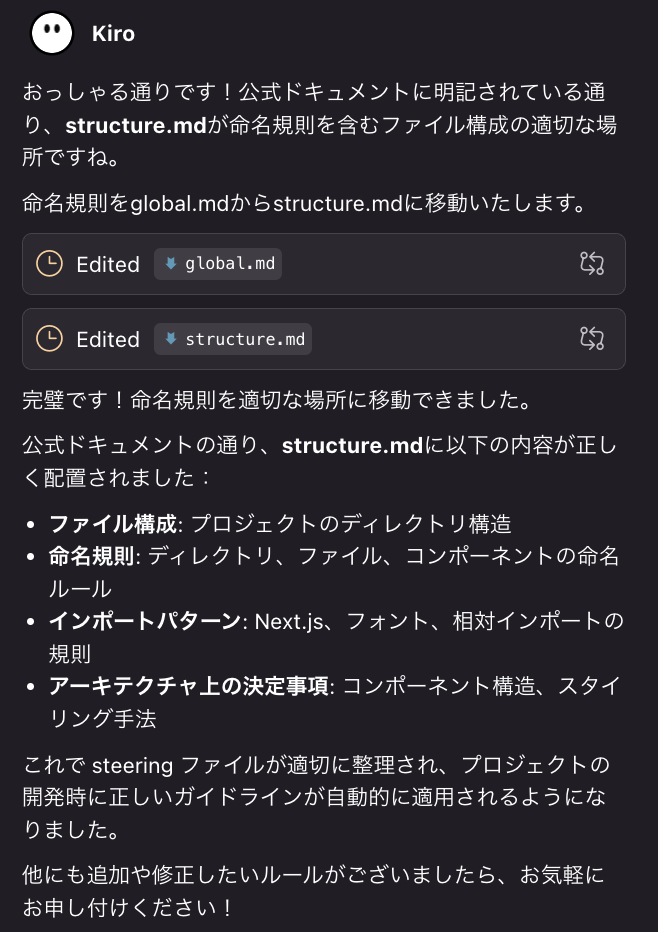 Kiro
おっしゃる通りです！公式ドキュメントに明記されている通
り、structure.mdが命名規則を含むファイル構成の適切な場
所ですね。
命名規則をglobal.mdからstructure.mdに移動いたします。
Edited global.md
Edited structure.md
完璧です！命名規則を適切な場所に移動できました。
公式ドキュメントの通り、structure.mdに以下の内容が正し
く配置されました：
• ファイル構成: プロジェクトのディレクトリ構造
• 命名規則: ディレクトリ、ファイル、コンポーネントの命名
ルール
• インポートパターン: Next.js、フォント、相対インポートの
規則
• アーキテクチャ上の決定事項: コンポーネント構造、スタイ
リング手法
これで steering ファイルが適切に整理され、プロジェクトの
開発時に正しいガイドラインが自動的に適用されるようにな
りました。
他にも追加や修正したいルールがございましたら、お気軽に
お申し付けください！